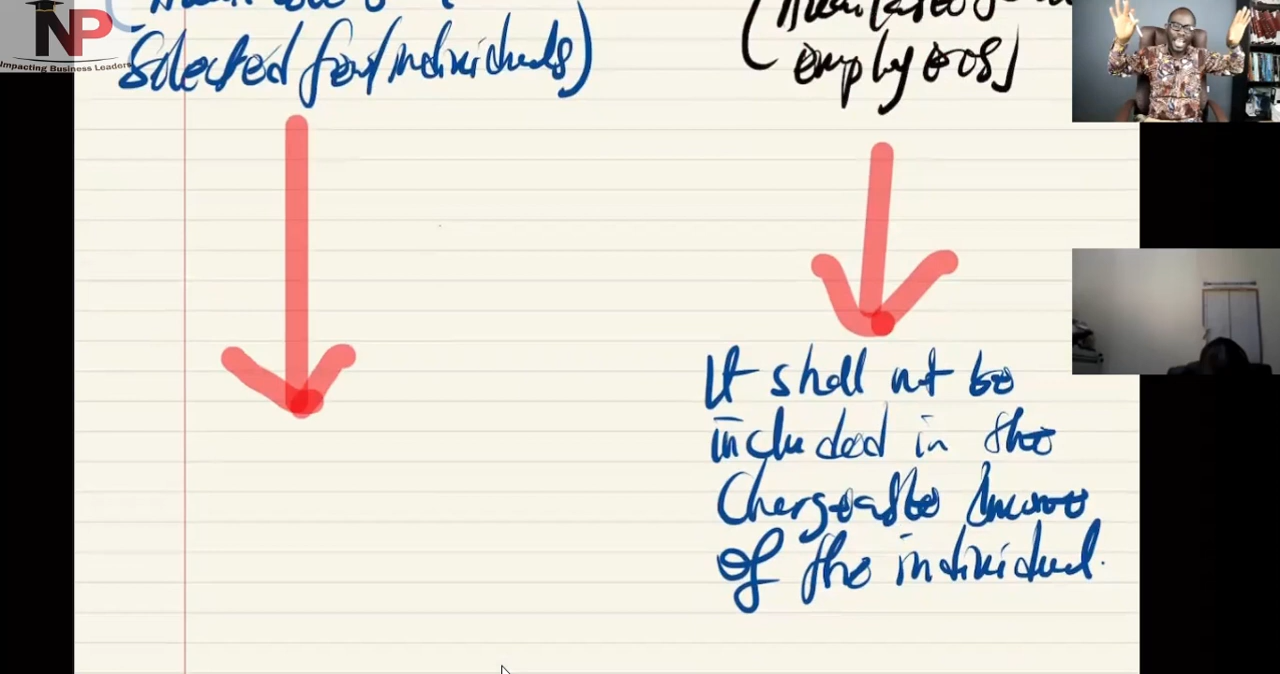 NP
Impacting Business Leaders
Selected for individuals)
employees)
It shall not be
included in the
Chargeable Income
of the individual.